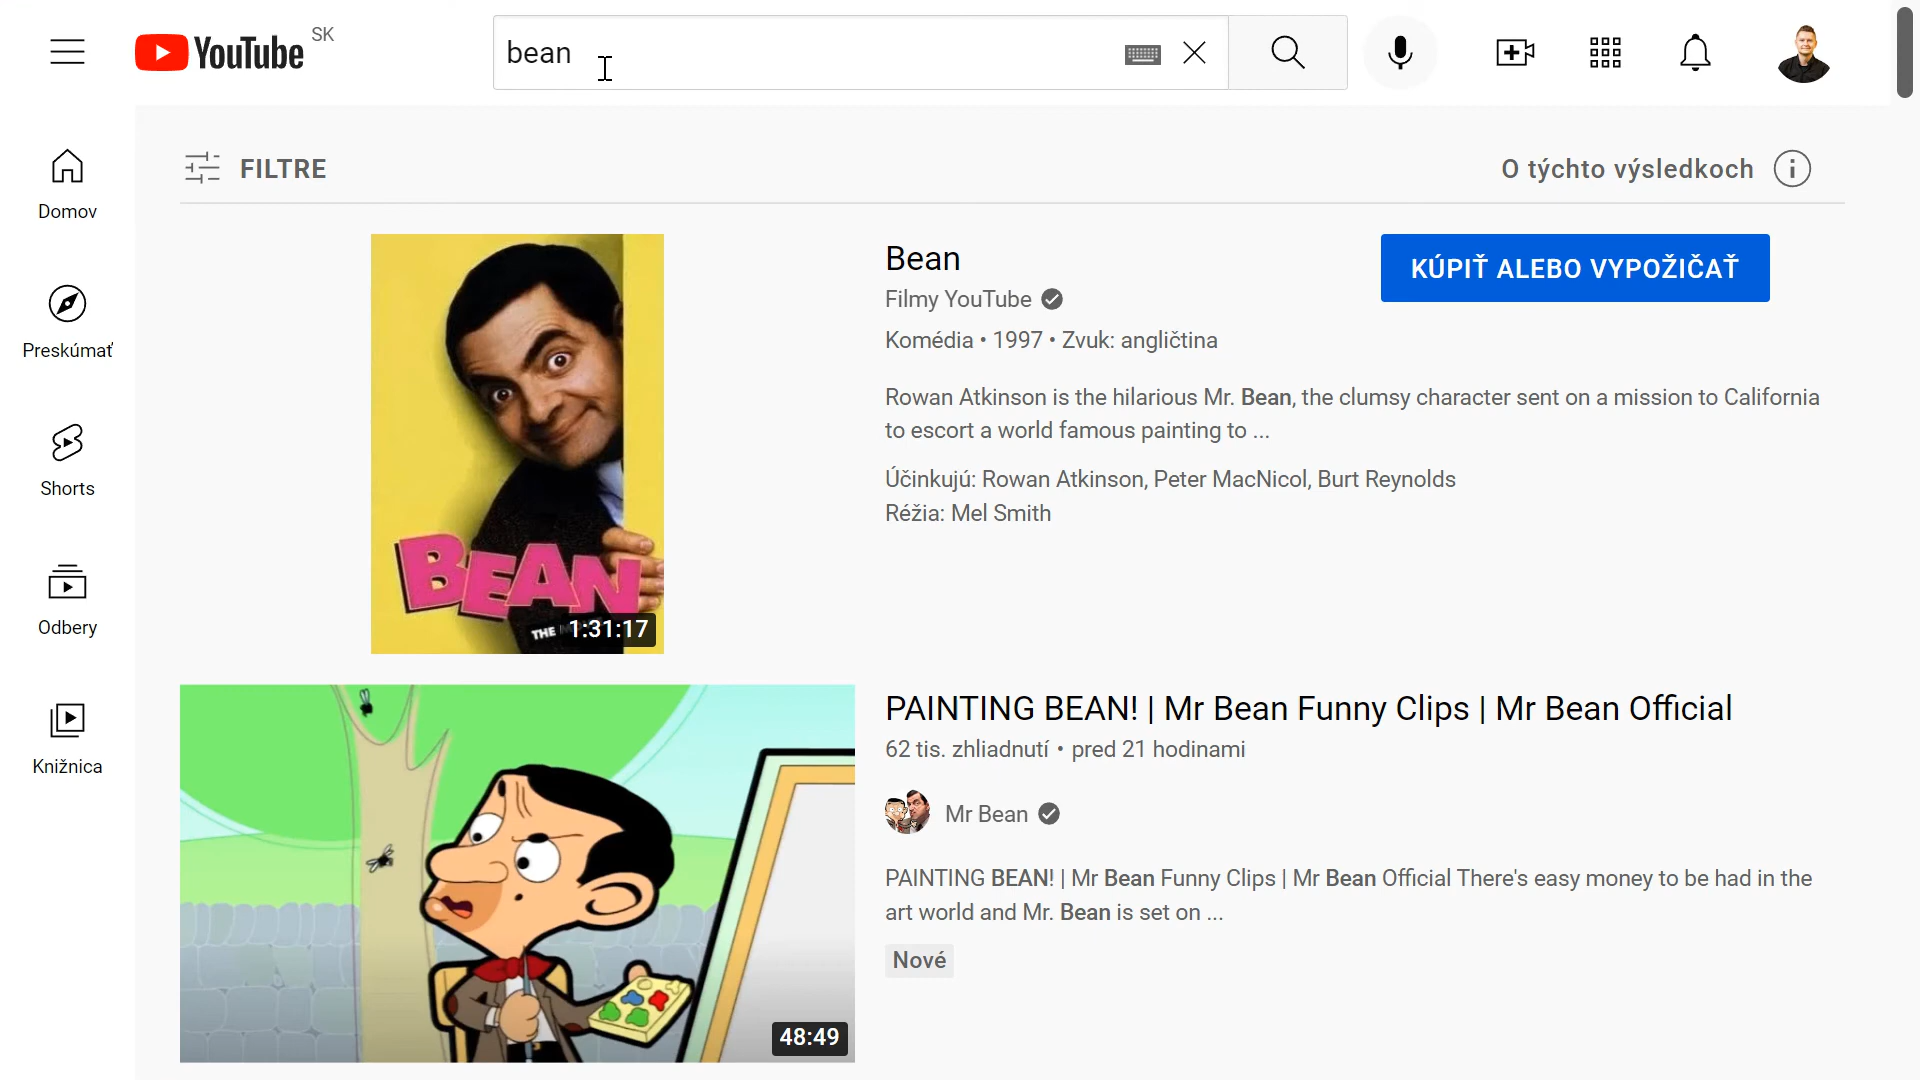 YouTube SK
bean
Domov
Preskúmať
Shorts
Odbery
Knižnica
FILTRE
O týchto výsledkoch
BEAN
THE
1:31:17
Bean
Filmy YouTube
Komédia • 1997 • Zvuk: angličtina
Rowan Atkinson is the hilarious Mr. Bean, the clumsy character sent on a mission to California
to escort a world famous painting to ...
Účinkujú: Rowan Atkinson, Peter MacNicol, Burt Reynolds
Réžia: Mel Smith
KÚPIŤ ALEBO VYPOŽIČAŤ
48:49
PAINTING BEAN! | Mr Bean Funny Clips | Mr Bean Official
62 tis. zhliadnutí • pred 21 hodinami
Mr Bean
PAINTING BEAN! | Mr Bean Funny Clips | Mr Bean Official There's easy money to be had in the
art world and Mr. Bean is set on ...
Nové